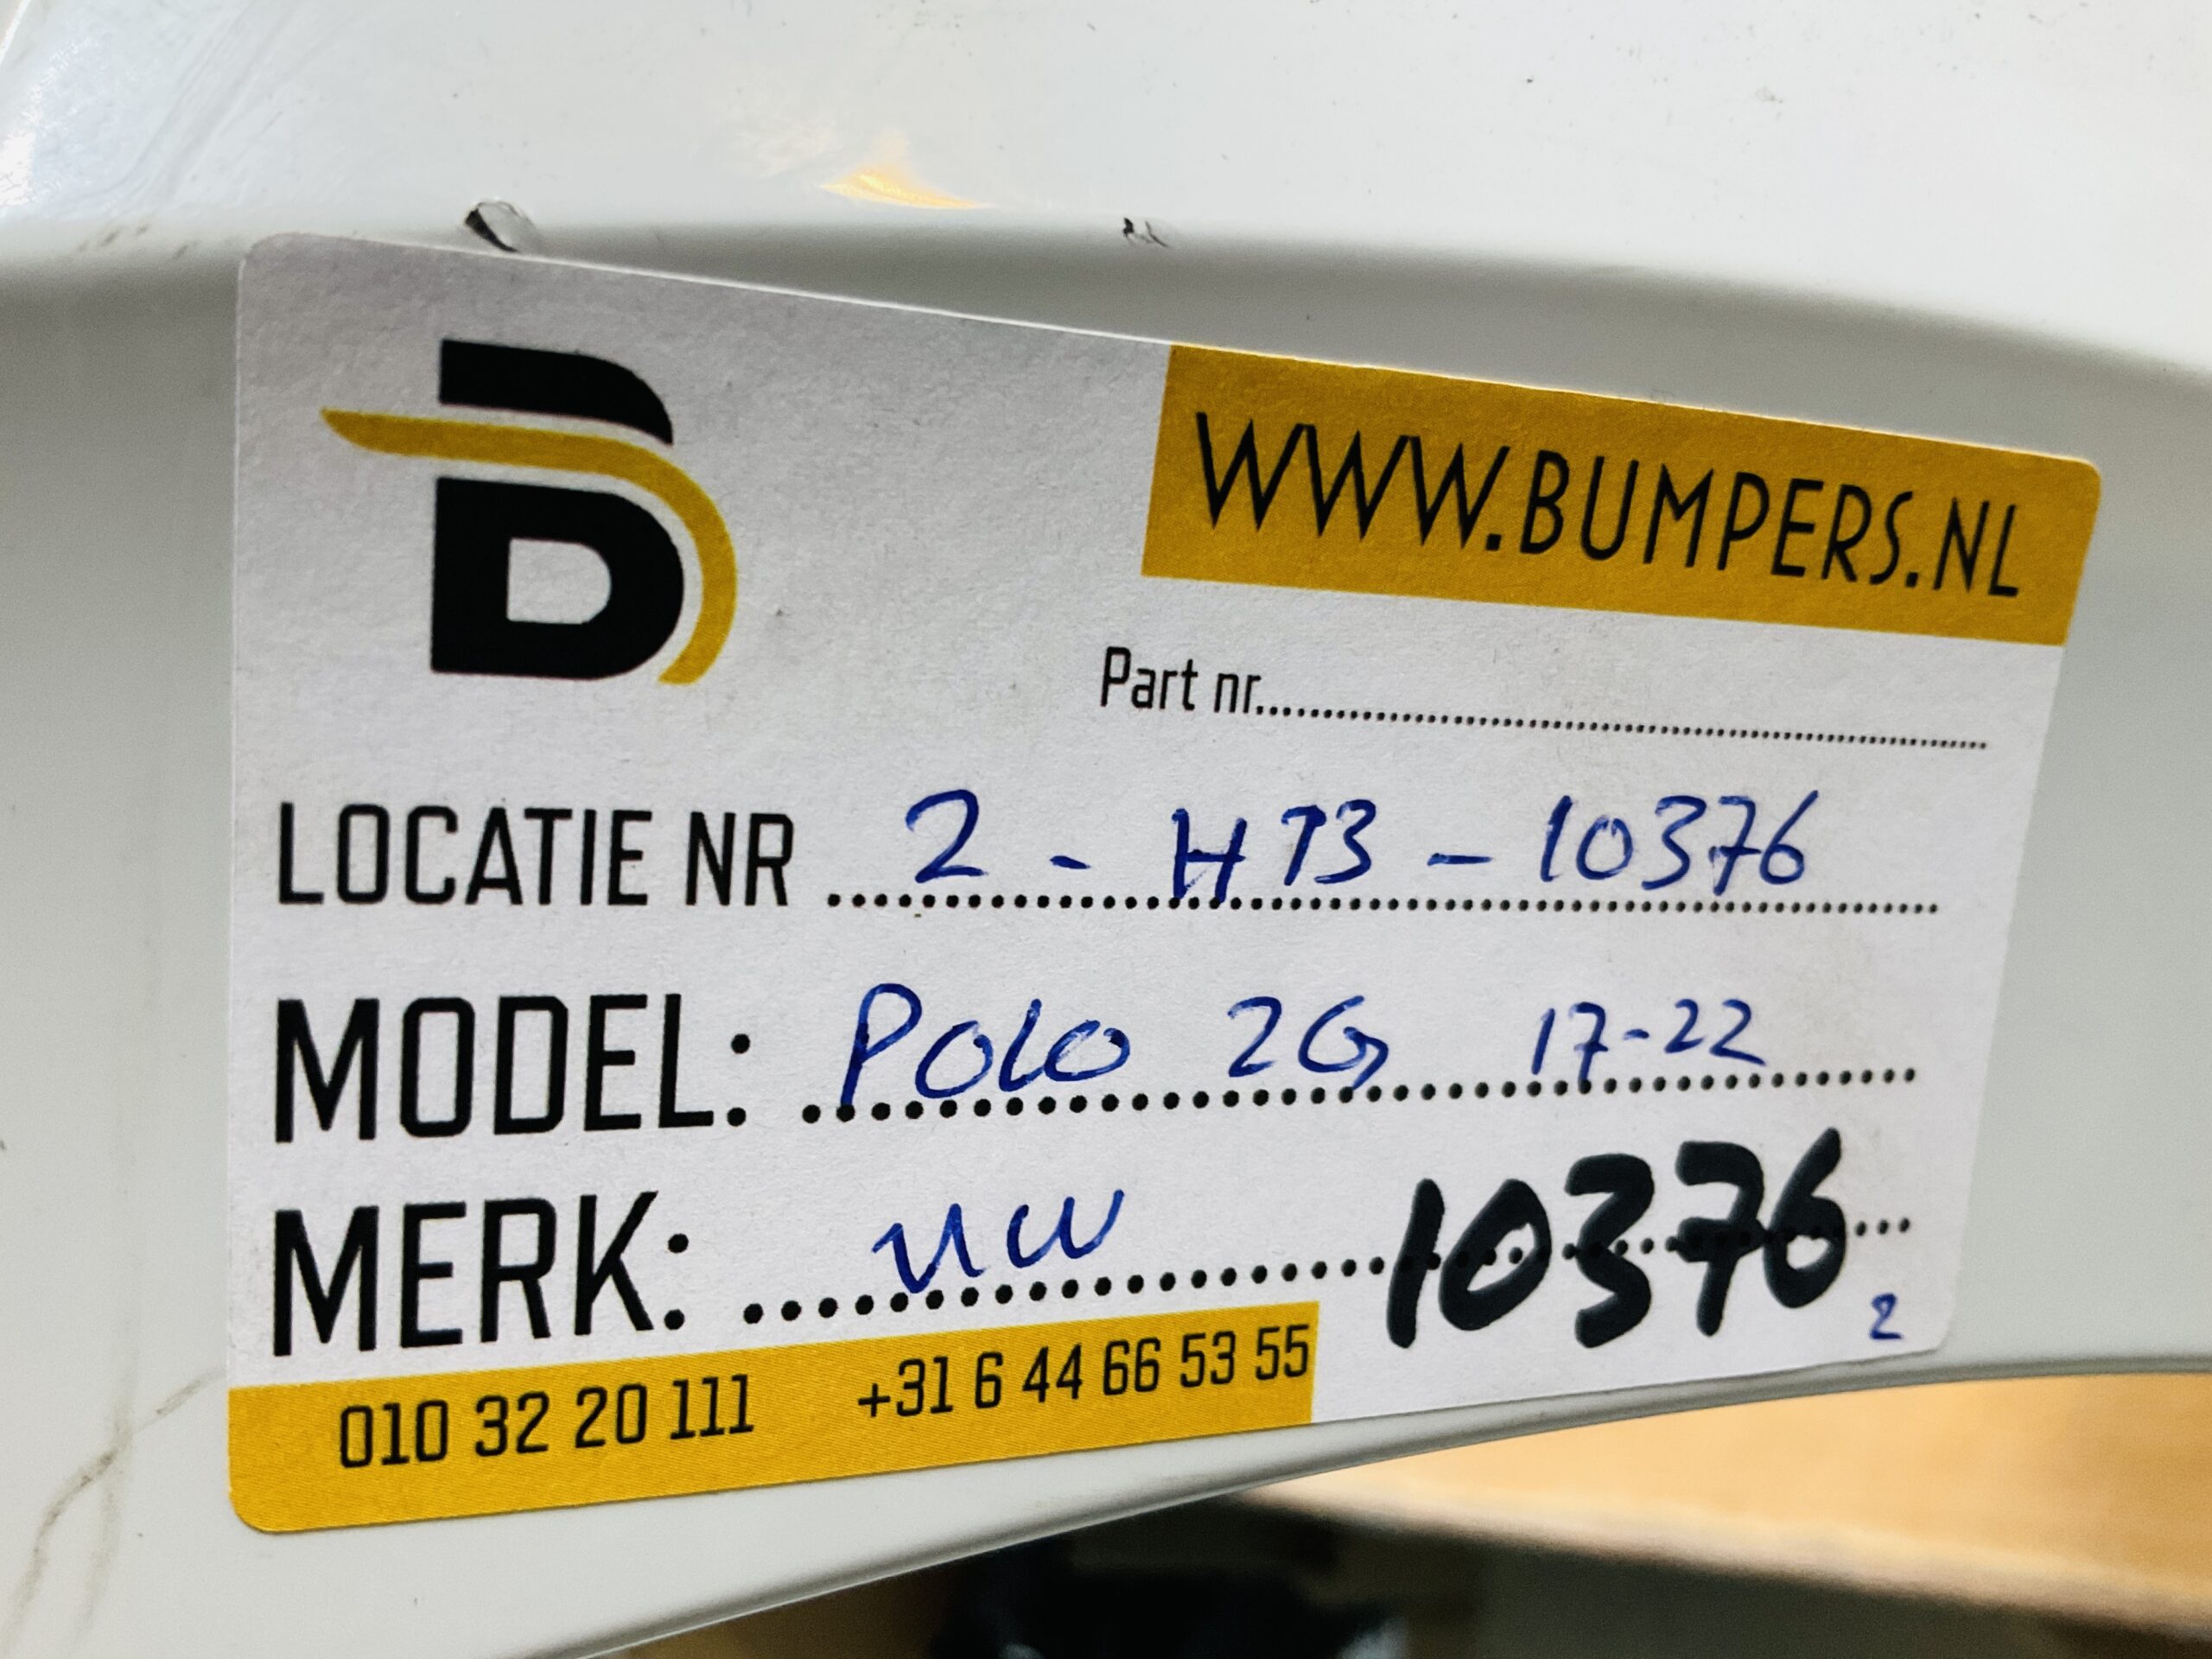 B
WWW.BUMPERS.NL
Part nr..........
LOCATIE NR 2 - HT3 - 10376
MODEL: POLO 2G 17-22
MERK: VW 10376
2
010 32 20 111 +31 6 44 66 53 55